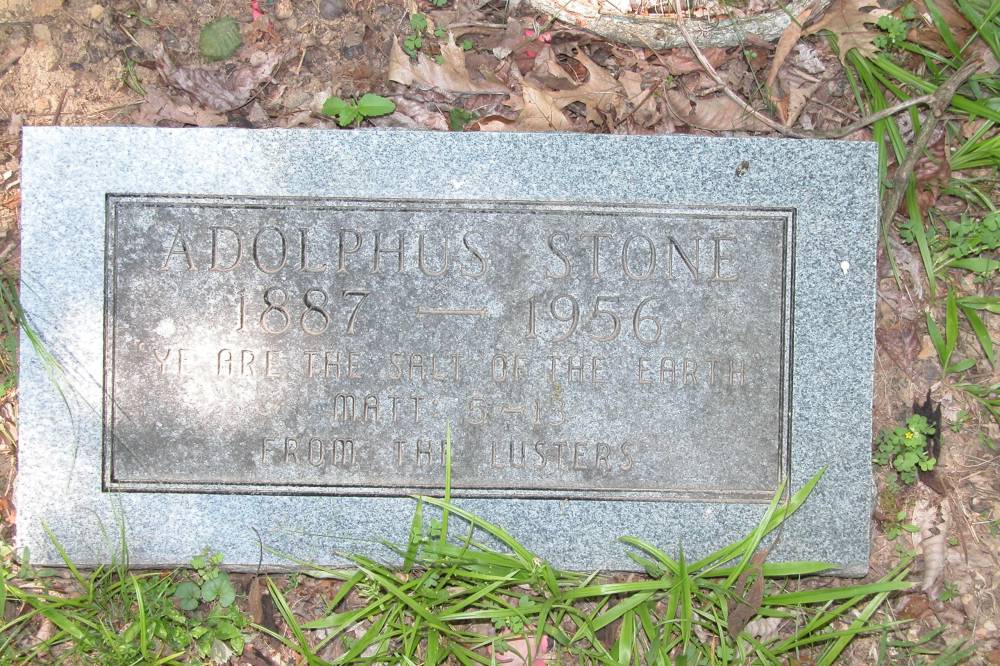 ADOLPHUS STONE
1887 — 1956
"YE ARE THE SALT OF THE EARTH"
MATT. 5-13
FROM THE LUSTERS